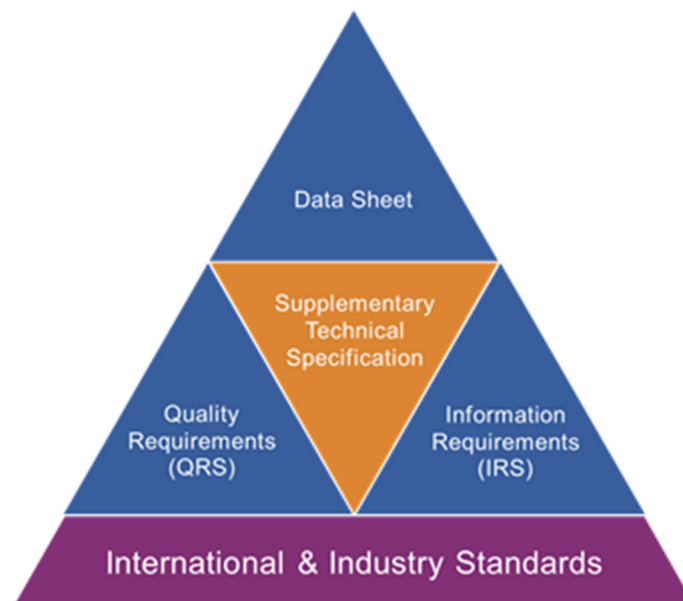 Data Sheet
Supplementary
Technical
Specification
Quality
Requirements
(QRS)
Information
Requirements
(IRS)
International & Industry Standards